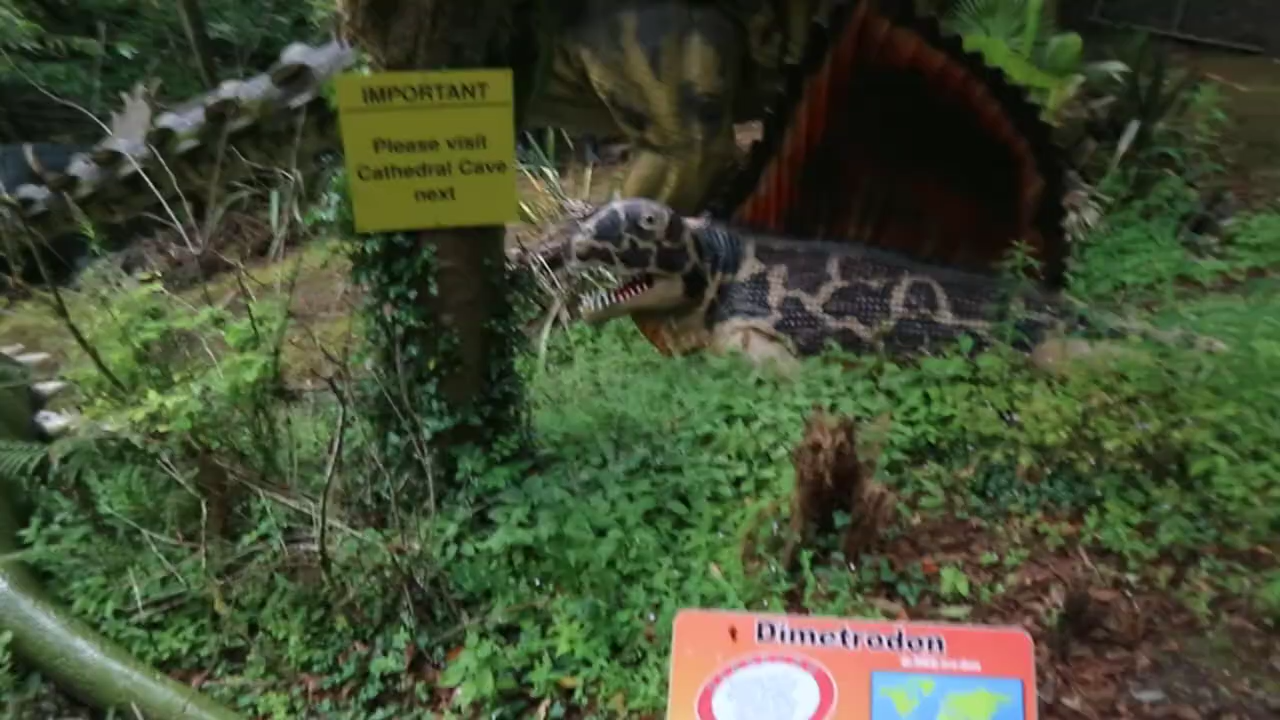 IMPORTANT
Please visit
Cathedral Cave
next
Dimetrodon